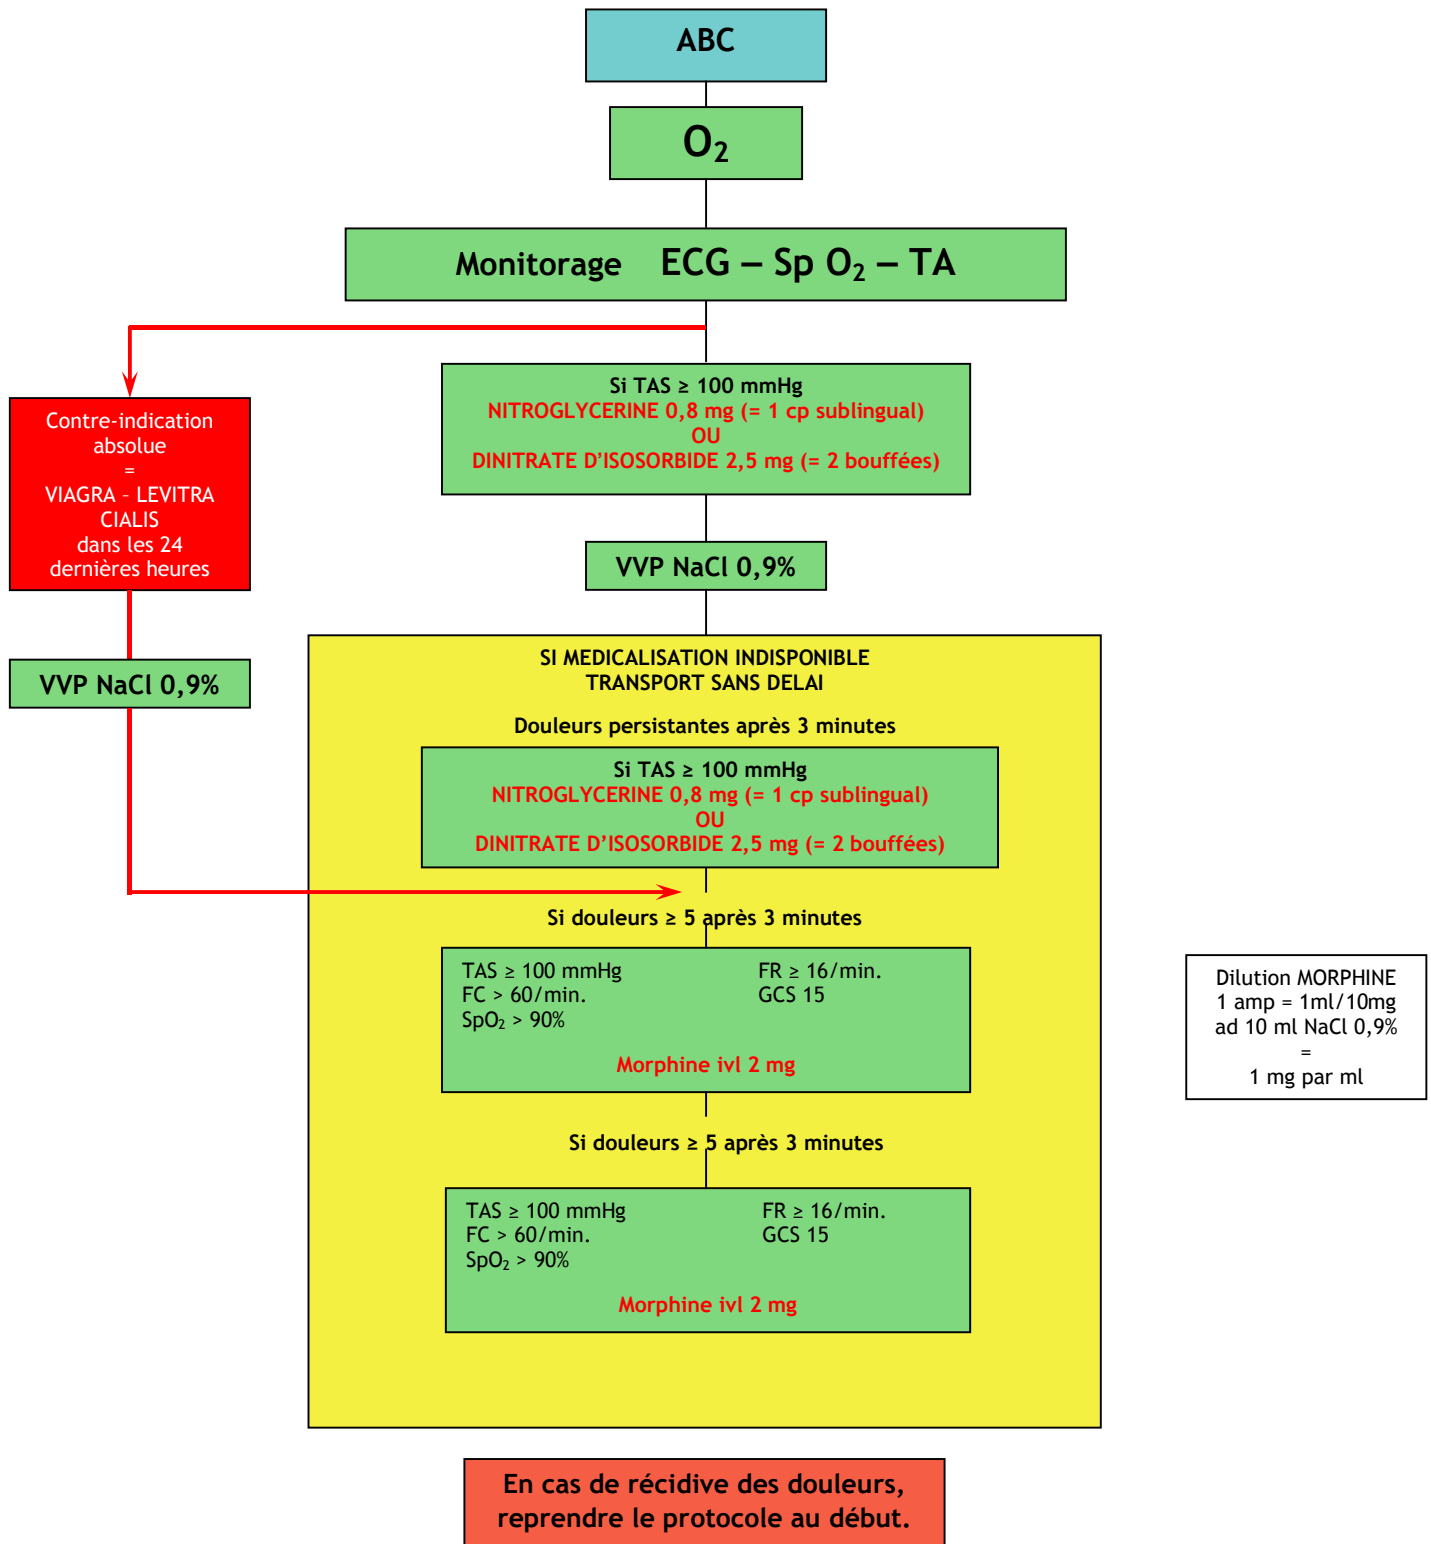 ABC
O₂
Monitorage ECG – Sp O₂ – TA
Si TAS ≥ 100 mmHg
NITROGLYCERINE 0,8 mg (= 1 cp sublingual)
OU
DINITRATE D’ISOSORBIDE 2,5 mg (= 2 bouffées)
Contre-indication
absolue
=
VIAGRA – LEVITRA
CIALIS
dans les 24
dernières heures
VVP NaCl 0,9%
VVP NaCl 0,9%
SI MEDICALISATION INDISPONIBLE
TRANSPORT SANS DELAI
Douleurs persistantes après 3 minutes
Si TAS ≥ 100 mmHg
NITROGLYCERINE 0,8 mg (= 1 cp sublingual)
OU
DINITRATE D’ISOSORBIDE 2,5 mg (= 2 bouffées)
Si douleurs ≥ 5 après 3 minutes
TAS ≥ 100 mmHg FR ≥ 16/min.
FC > 60/min. GCS 15
SpO₂ > 90%
Morphine ivl 2 mg
Dilution MORPHINE
1 amp = 1ml/10mg
ad 10 ml NaCl 0,9%
=
1 mg par ml
Si douleurs ≥ 5 après 3 minutes
TAS ≥ 100 mmHg FR ≥ 16/min.
FC > 60/min. GCS 15
SpO₂ > 90%
Morphine ivl 2 mg
En cas de récidive des douleurs,
reprendre le protocole au début.